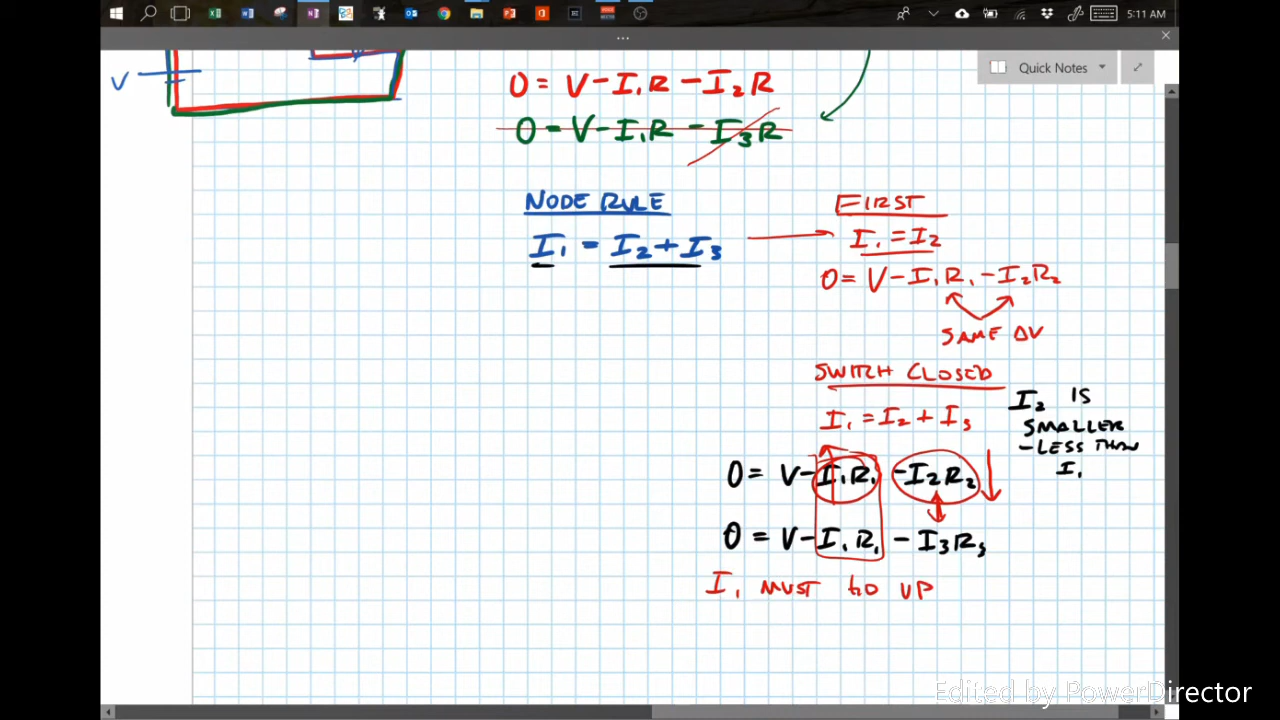 5:11 AM
Quick Notes
V
0 = V - I₁R - I₂R
0 = V - I₁R - I₃R
NODE RULE
I₁ = I₂ + I₃
FIRST
I₁ = I₂
0 = V - I₁R₁ - I₂R₂
SAME ΔV
SWITCH CLOSED
I₁ = I₂ + I₃
I₂ IS
SMALLER
- LESS THAN
I₁
0 = V - I₁R₁ - I₂R₂
0 = V - I₁R₁ - I₃R₃
I₁ MUST GO UP
Edited by PowerDirector